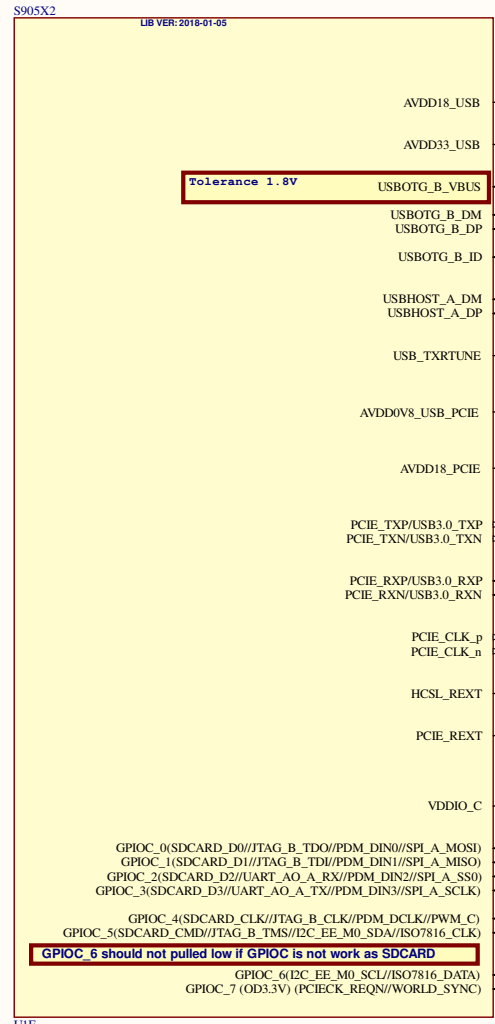 S905X2
LIB VER: 2018-01-05
AVDD18_USB
AVDD33_USB
Tolerance 1.8V USBOTG_B_VBUS
USBOTG_B_DM
USBOTG_B_DP
USBOTG_B_ID
USBHOST_A_DM
USBHOST_A_DP
USB_TXRTUNE
AVDD0V8_USB_PCIE
AVDD18_PCIE
PCIE_TXP/USB3.0_TXP
PCIE_TXN/USB3.0_TXN
PCIE_RXP/USB3.0_RXP
PCIE_RXN/USB3.0_RXN
PCIE_CLK_p
PCIE_CLK_n
HCSL_REXT
PCIE_REXT
VDDIO_C
GPIOC_0(SDCARD_D0//JTAG_B_TDO//PDM_DIN0//SPI_A_MOSI)
GPIOC_1(SDCARD_D1//JTAG_B_TDI//PDM_DIN1//SPI_A_MISO)
GPIOC_2(SDCARD_D2//UART_AO_A_RX//PDM_DIN2//SPI_A_SS0)
GPIOC_3(SDCARD_D3//UART_AO_A_TX//PDM_DIN3//SPI_A_SCLK)
GPIOC_4(SDCARD_CLK//JTAG_B_CLK//PDM_DCLK//PWM_C)
GPIOC_5(SDCARD_CMD//JTAG_B_TMS//I2C_EE_M0_SDA//ISO7816_CLK)
GPIOC_6 should not pulled low if GPIOC is not work as SDCARD
GPIOC_6(I2C_EE_M0_SCL//ISO7816_DATA)
GPIOC_7 (OD3.3V) (PCIECK_REQN//WORLD_SYNC)